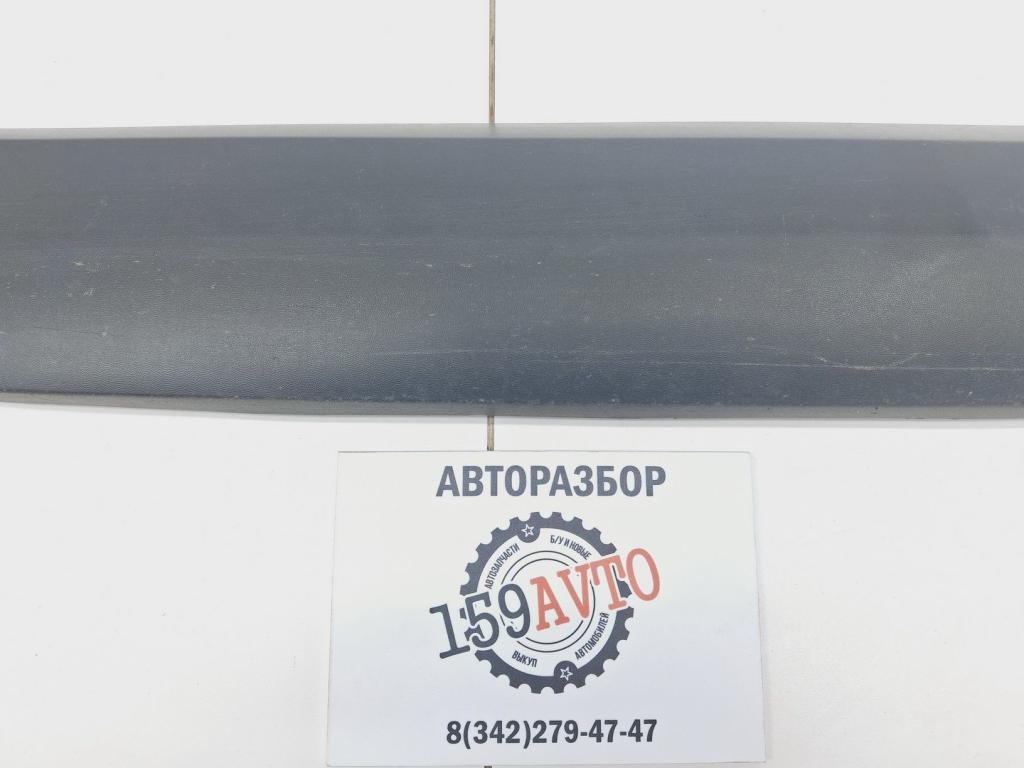 АВТОРАЗБОР
АВТОЗАПЧАСТИ
Б/У И НОВЫЕ
159AVTO
ВЫКУП
АВТОМОБИЛЕЙ
8(342)279-47-47